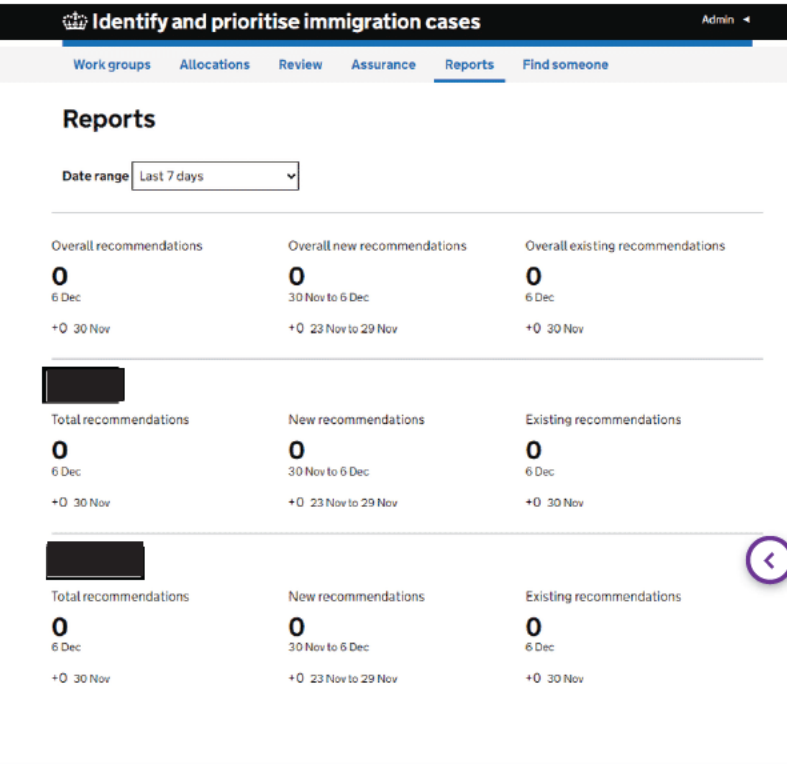 Identify and prioritise immigration cases
Admin
Work groups Allocations Review Assurance Reports Find someone
Reports
Date range Last 7 days
Overall recommendations Overall new recommendations Overall existing recommendations
0 0 0
6 Dec 30 Nov to 6 Dec 6 Dec
+0 30 Nov +0 23 Nov to 29 Nov +0 30 Nov
Total recommendations New recommendations Existing recommendations
0 0 0
6 Dec 30 Nov to 6 Dec 6 Dec
+0 30 Nov +0 23 Nov to 29 Nov +0 30 Nov
Total recommendations New recommendations Existing recommendations
0 0 0
6 Dec 30 Nov to 6 Dec 6 Dec
+0 30 Nov +0 23 Nov to 29 Nov +0 30 Nov